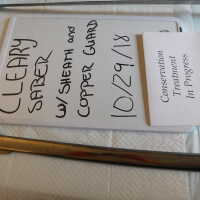 CLEARY
SABER
W/ SHEATH and
COPPER GUARD
10/29/18
Conservation
Treatment
In Progress